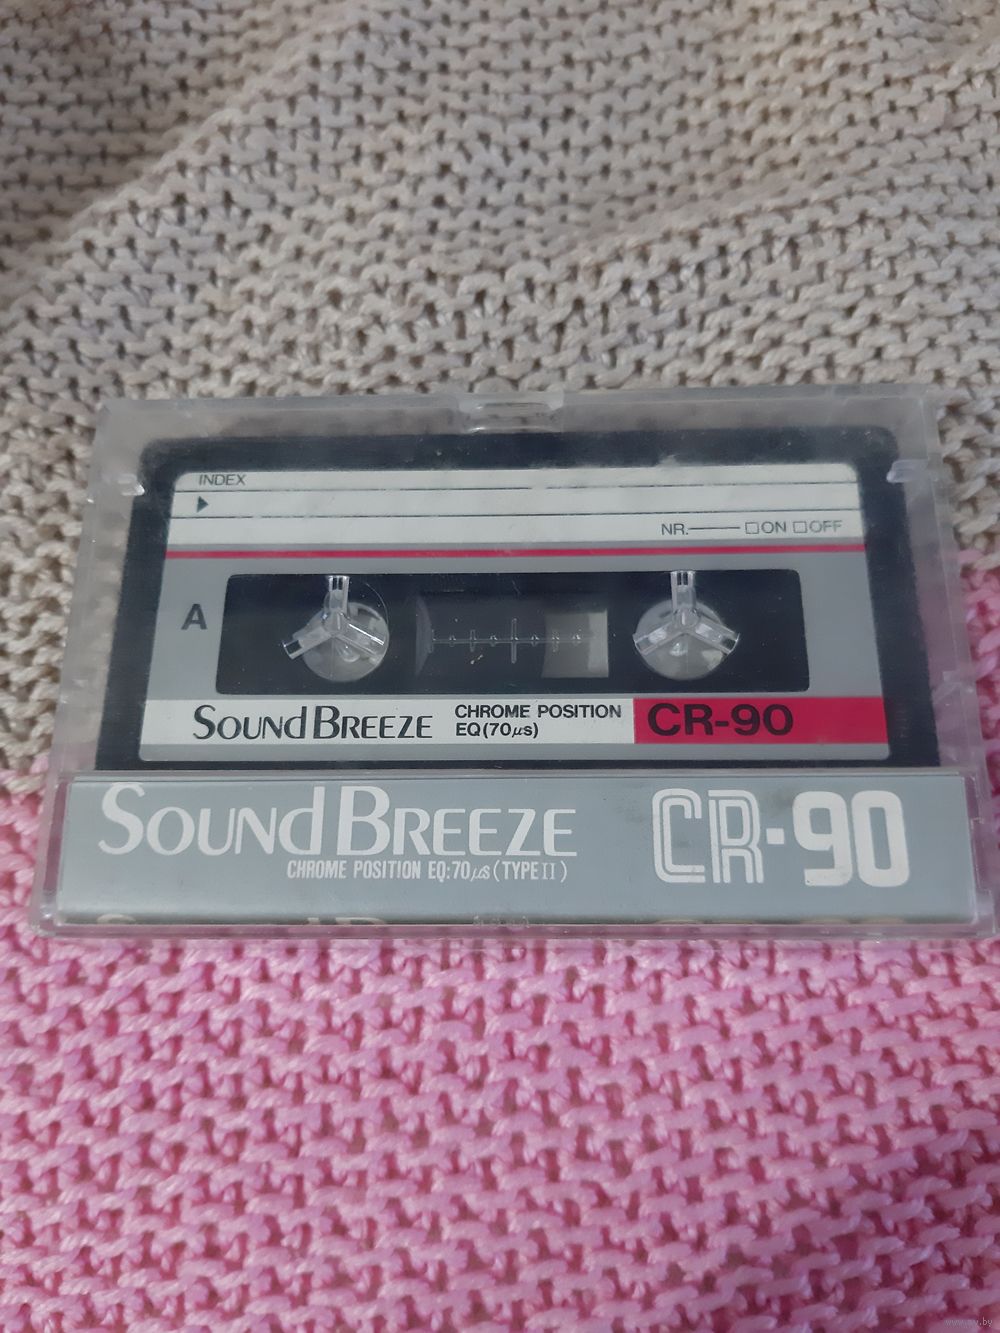 INDEX
NR. □ON □OFF
A
SOUND BREEZE
CHROME POSITION
EQ(70μs)
CR-90
SOUND BREEZE
CHROME POSITION EQ:70μs(TYPE II)
CR-90